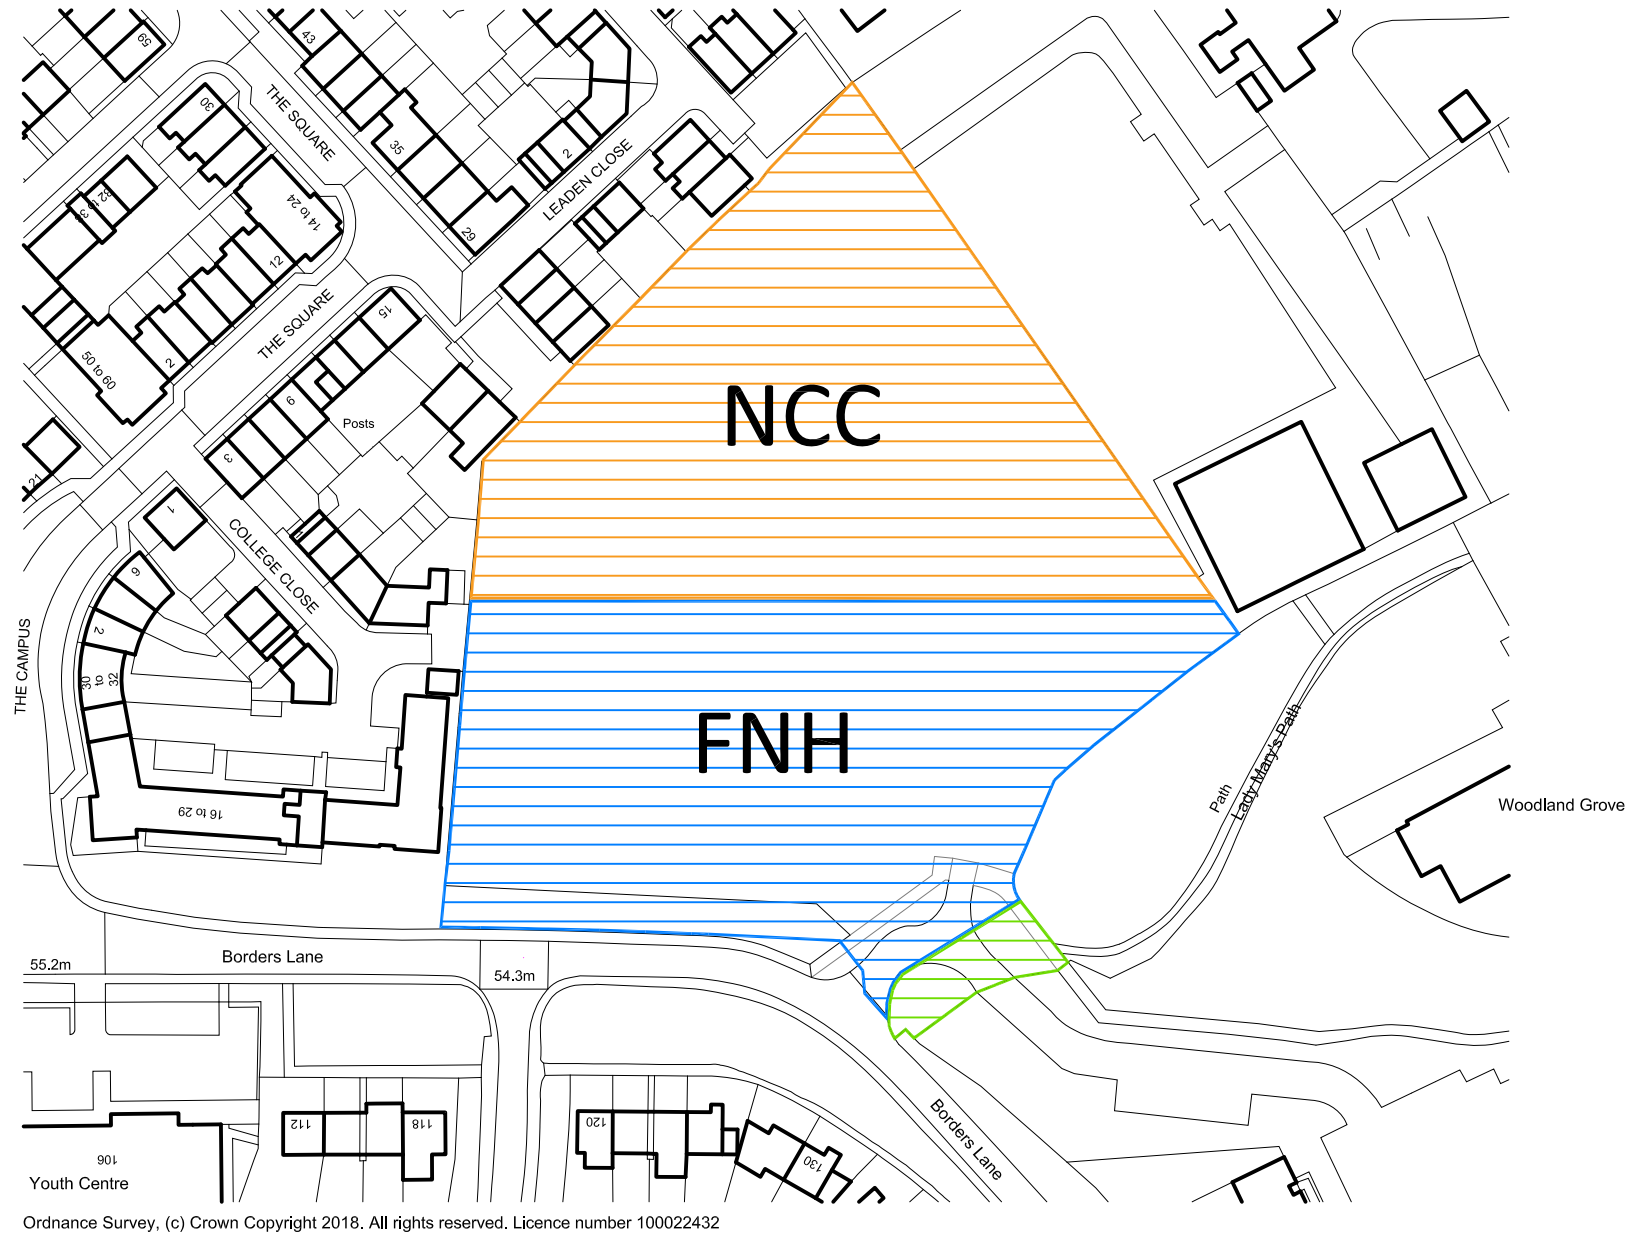 59
43
THE SQUARE
30
35
2
LEADEN CLOSE
14 to 24
29
12
THE SQUARE
15
2
50 to 60
NCC
9
Posts
3
21
1
COLLEGE CLOSE
6
2
THE CAMPUS
30
to
32
FNH
Path
Lady Mary's Path
16 to 29
Woodland Grove
Borders Lane
55.2m
54.3m
Borders Lane
112
118
120
130
106
Youth Centre
Ordnance Survey, (c) Crown Copyright 2018. All rights reserved. Licence number 100022432